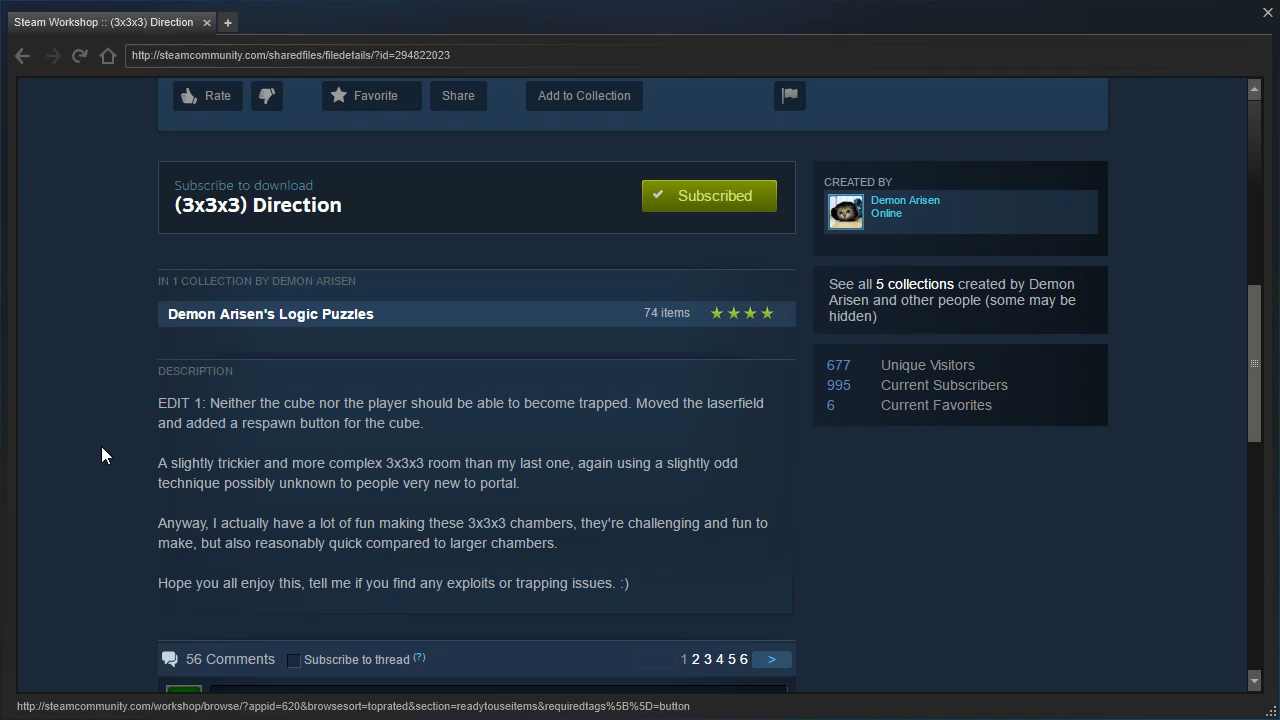 Steam Workshop :: (3x3x3) Direction
http://steamcommunity.com/sharedfiles/filedetails/?id=294822023
Rate
Favorite
Share
Add to Collection
Subscribe to download
(3x3x3) Direction
Subscribed
IN 1 COLLECTION BY DEMON ARISEN
Demon Arisen's Logic Puzzles
74 items
DESCRIPTION
EDIT 1: Neither the cube nor the player should be able to become trapped. Moved the laserfield
and added a respawn button for the cube.
A slightly trickier and more complex 3x3x3 room than my last one, again using a slightly odd
technique possibly unknown to people very new to portal.
Anyway, I actually have a lot of fun making these 3x3x3 chambers, they're challenging and fun to
make, but also reasonably quick compared to larger chambers.
Hope you all enjoy this, tell me if you find any exploits or trapping issues. :)
56 Comments
Subscribe to thread (?)
1 2 3 4 5 6 >
CREATED BY
Demon Arisen
Online
See all 5 collections created by Demon
Arisen and other people (some may be
hidden)
677 Unique Visitors
995 Current Subscribers
6 Current Favorites
http://steamcommunity.com/workshop/browse/?appid=620&browsesort=toprated&section=readytouseitems&requiredtags%5B%5D=button